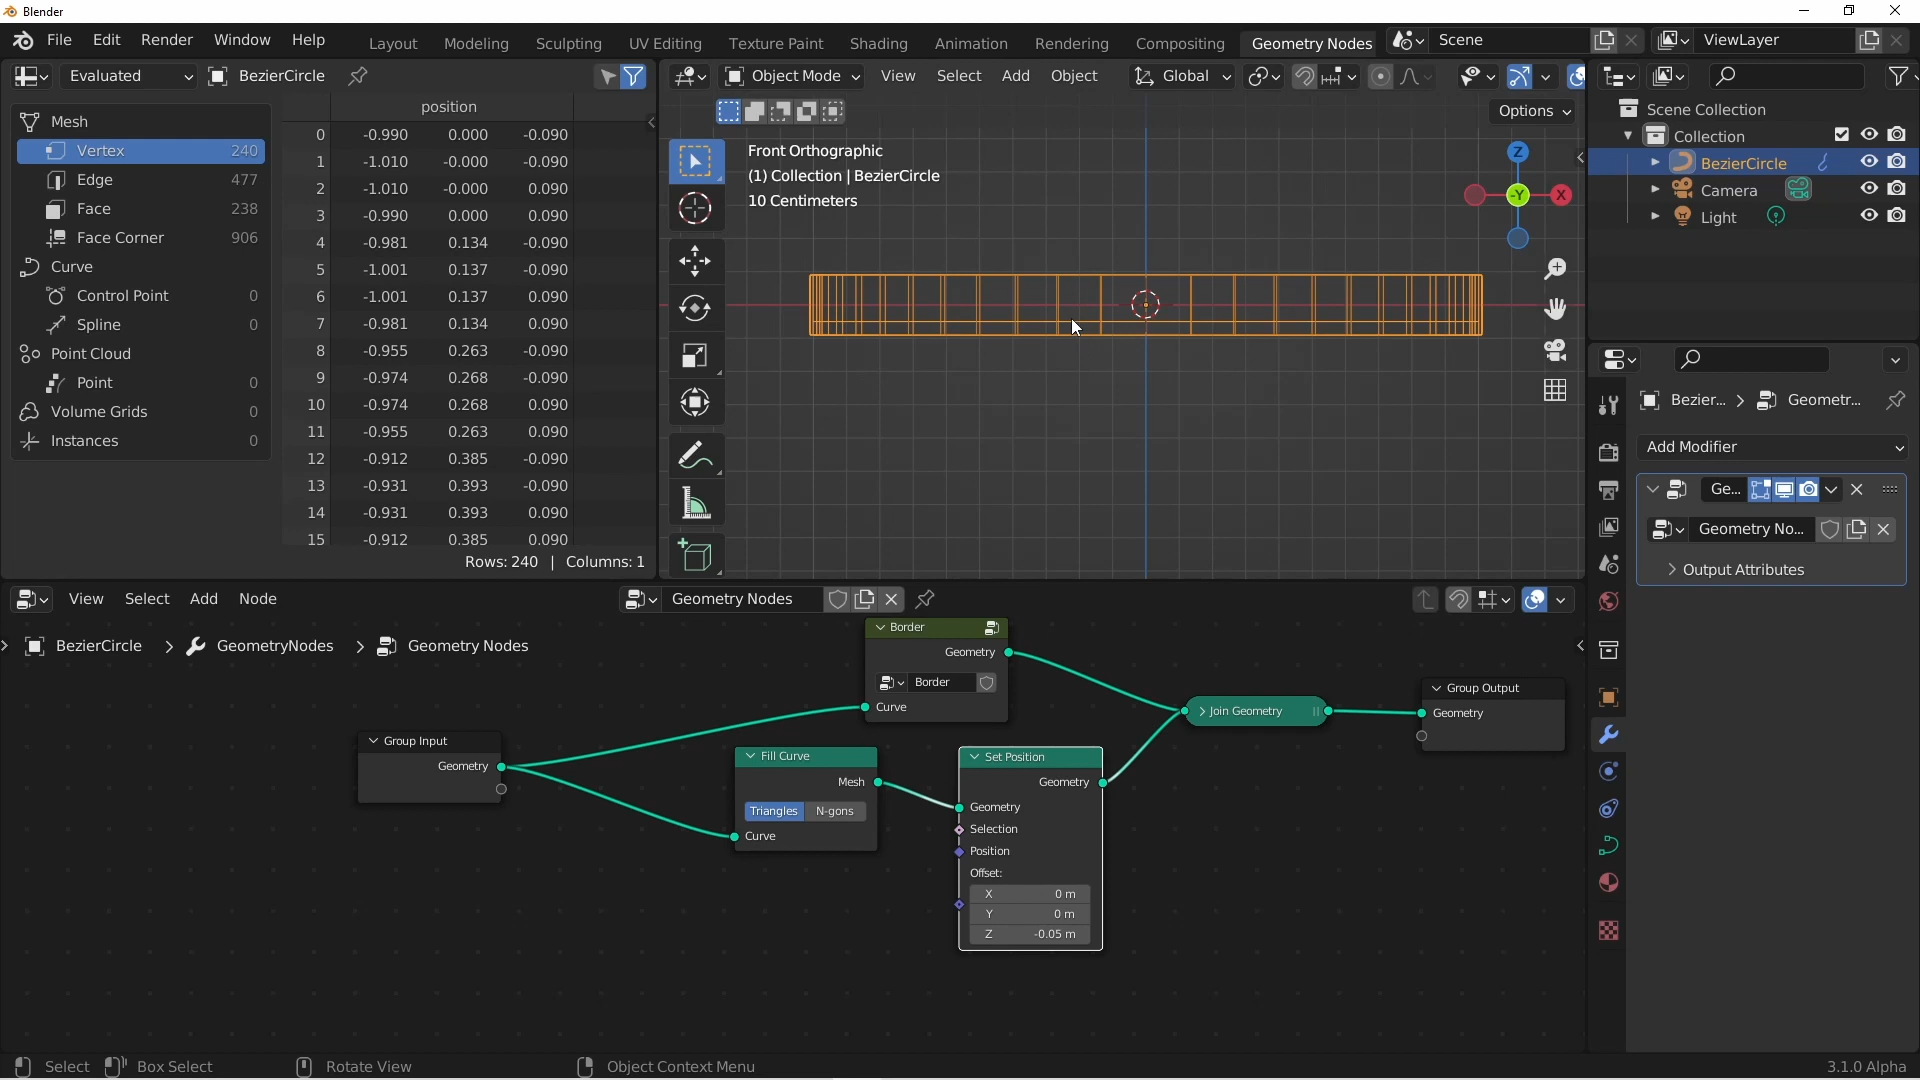 Blender
File Edit Render Window Help
Layout Modeling Sculpting UV Editing Texture Paint Shading Animation Rendering Compositing Geometry Nodes
Scene
ViewLayer
Evaluated
BezierCircle
Object Mode
View Select Add Object
Global
position
Mesh
Vertex 240
Edge 477
Face 238
Face Corner 906
Curve
Control Point 0
Spline 0
Point Cloud
Point 0
Volume Grids 0
Instances 0
0 -0.990 0.000 -0.090
1 -1.010 -0.000 -0.090
2 -1.010 -0.000 0.090
3 -0.990 0.000 -0.090
4 -0.981 0.134 -0.090
5 -1.001 0.137 -0.090
6 -1.001 0.137 0.090
7 -0.981 0.134 0.090
8 -0.955 0.263 -0.090
9 -0.974 0.268 -0.090
10 -0.974 0.268 0.090
11 -0.955 0.263 0.090
12 -0.912 0.385 -0.090
13 -0.931 0.393 -0.090
14 -0.931 0.393 0.090
15 -0.912 0.385 0.090
Rows: 240 | Columns: 1
Options
Front Orthographic
(1) Collection | BezierCircle
10 Centimeters
Z
X
-Y
Scene Collection
Collection
BezierCircle
Camera
Light
Bezier... > Geometr...
Add Modifier
Ge...
Geometry No...
Output Attributes
View Select Add Node
Geometry Nodes
BezierCircle > GeometryNodes > Geometry Nodes
Border
Geometry
Border
Curve
Group Input
Geometry
Fill Curve
Mesh
Triangles N-gons
Curve
Set Position
Geometry
Geometry
Selection
Position
Offset:
X 0 m
Y 0 m
Z -0.05 m
Join Geometry
Group Output
Geometry
Select
Box Select
Rotate View
Object Context Menu
3.1.0 Alpha